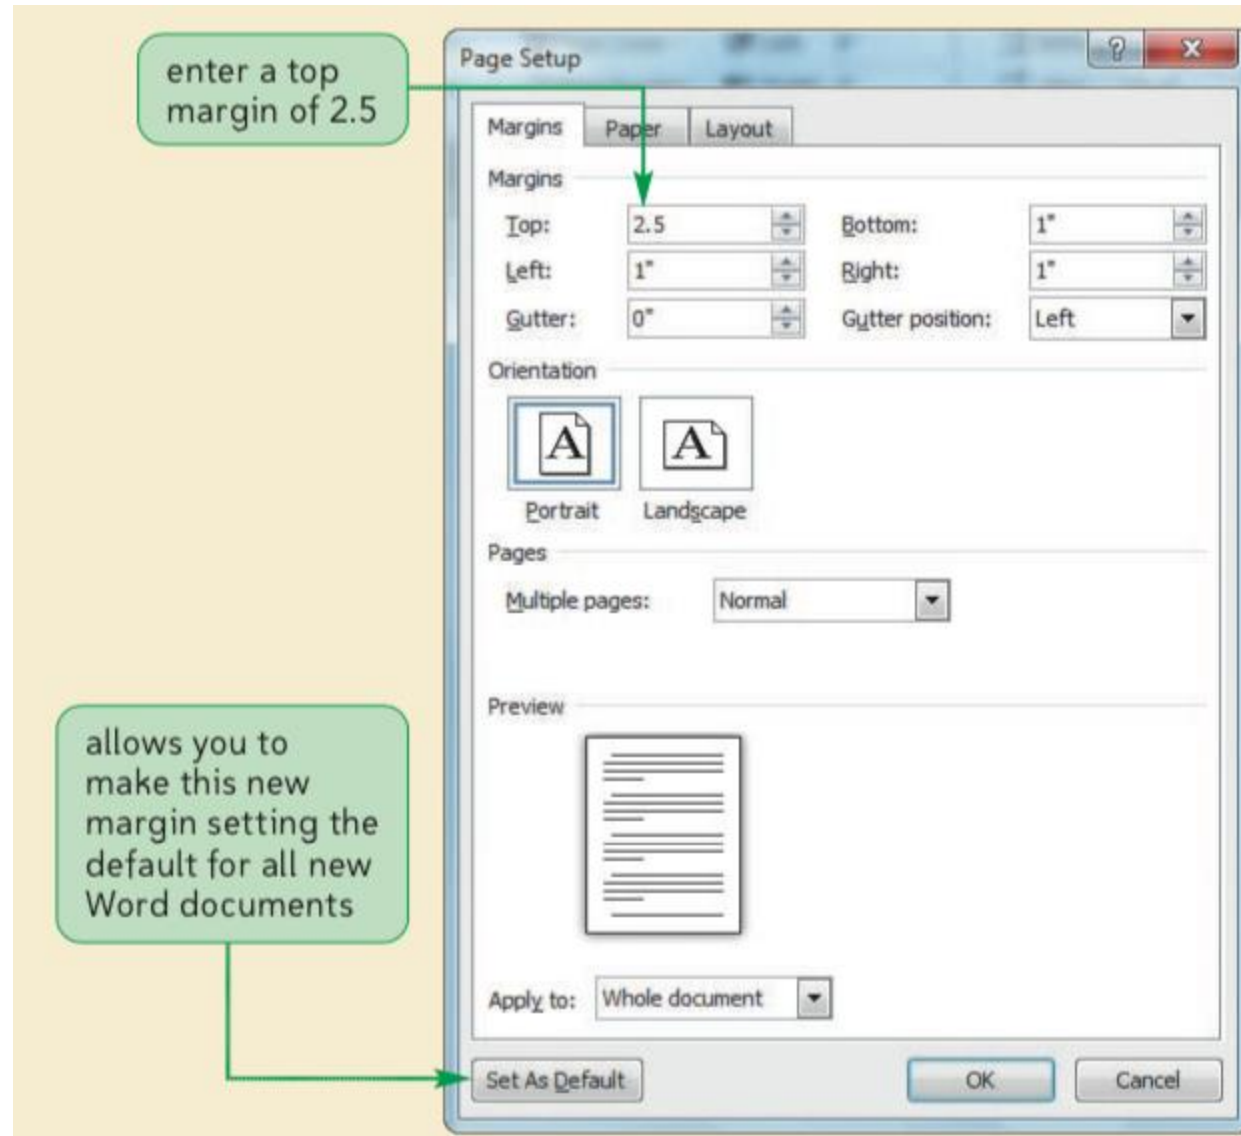 enter a top
margin of 2.5
Page Setup
?
Margins Paper Layout
Margins
Top: 2.5 Bottom: 1"
Left: 1" Right: 1"
Gutter: 0" Gutter position: Left
Orientation
A A
Portrait Landscape
Pages
Multiple pages: Normal
Preview
allows you to
make this new
margin setting the
default for all new
Word documents
Apply to: Whole document
Set As Default OK Cancel